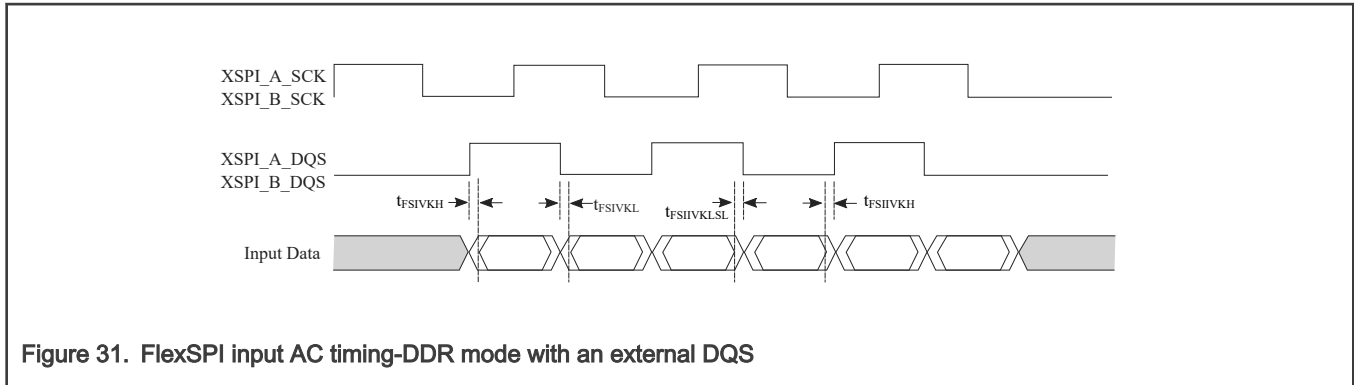 XSPI_A_SCK
XSPI_B_SCK
XSPI_A_DQS
XSPI_B_DQS
tFSIVKH
tFSIVKL
tFSIIVKLSL
tFSIIVKH
Input Data
Figure 31. FlexSPI input AC timing-DDR mode with an external DQS